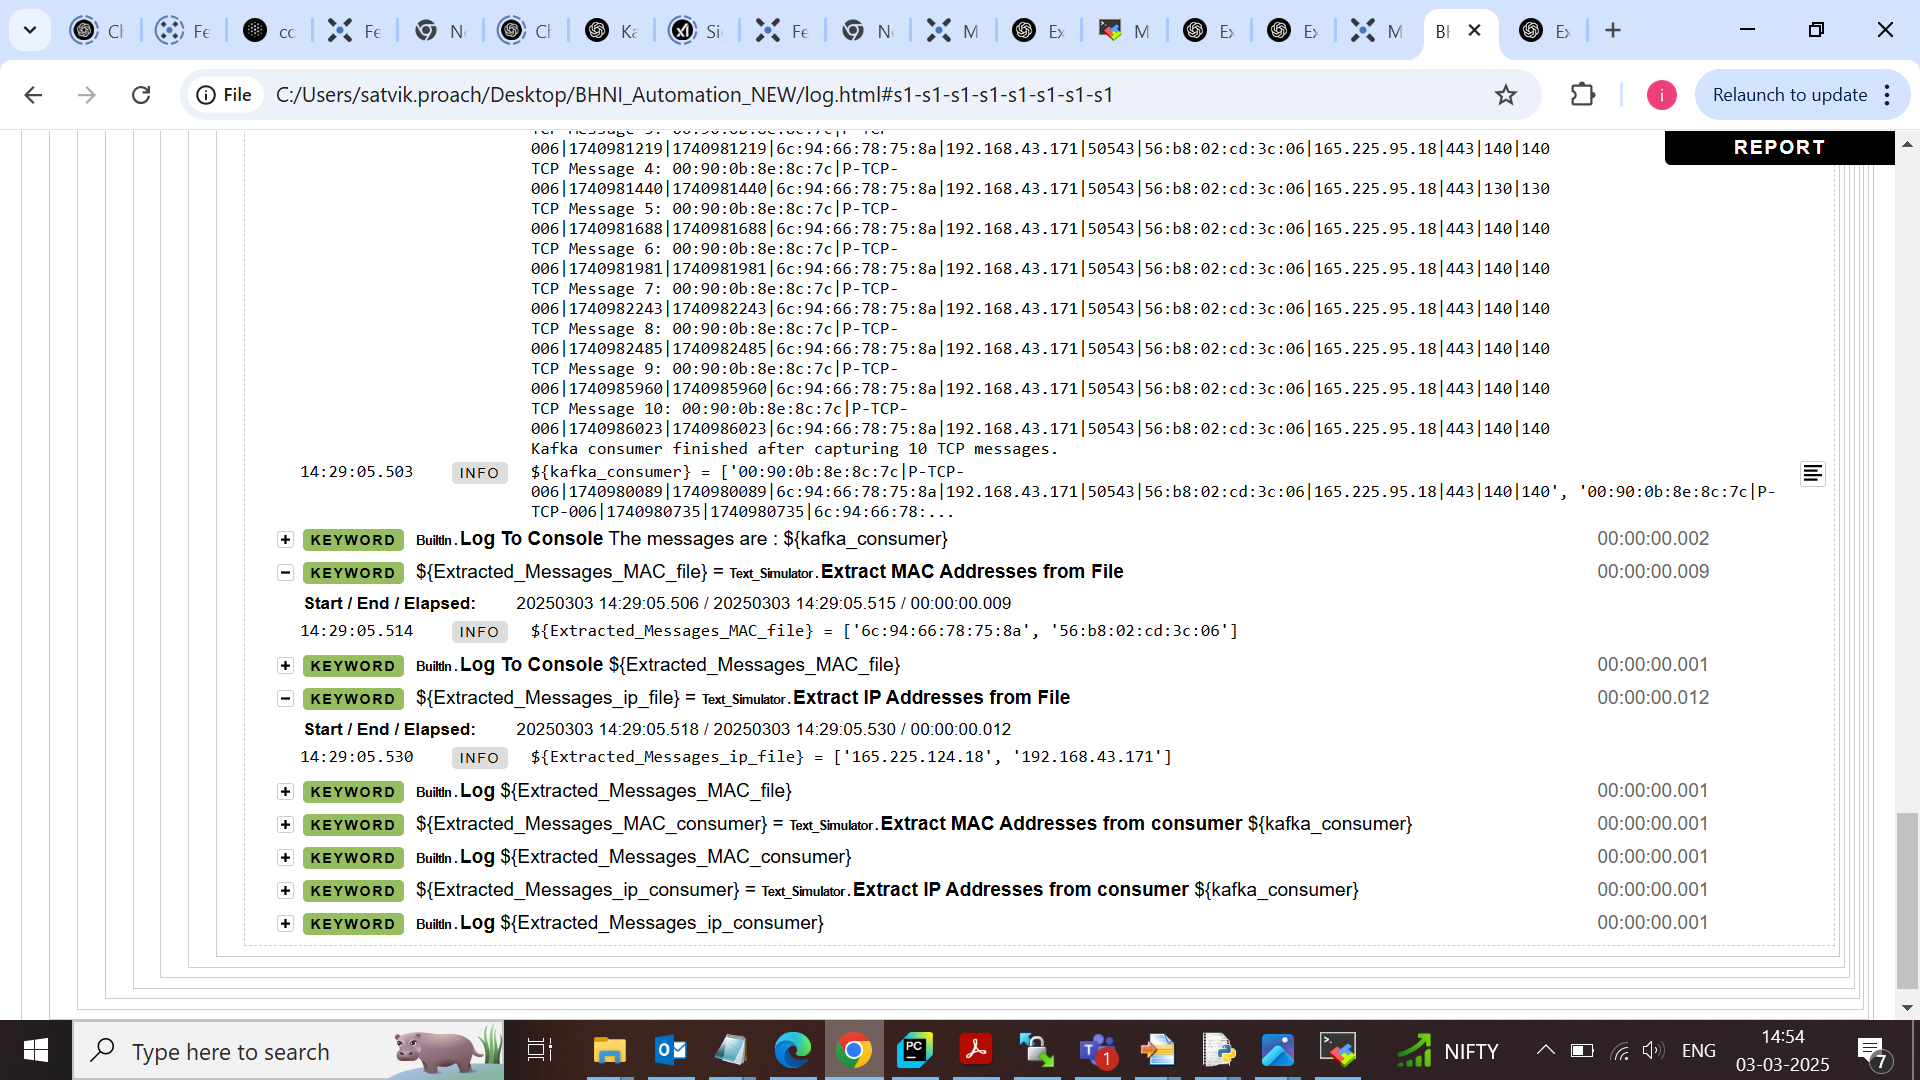 Ch
Fe
co
Fe
Ne
Ch
Ka
Si
Fe
Ne
M
Ex
M
Ex
Ex
M
BH
Ex
File
C:/Users/satvik.proach/Desktop/BHNI_Automation_NEW/log.html#s1-s1-s1-s1-s1-s1-s1-s1
i
Relaunch to update
REPORT
006|1740981219|1740981219|6c:94:66:78:75:8a|192.168.43.171|50543|56:b8:02:cd:3c:06|165.225.95.18|443|140|140
TCP Message 4: 00:90:0b:8e:8c:7c|P-TCP-
006|1740981440|1740981440|6c:94:66:78:75:8a|192.168.43.171|50543|56:b8:02:cd:3c:06|165.225.95.18|443|130|130
TCP Message 5: 00:90:0b:8e:8c:7c|P-TCP-
006|1740981688|1740981688|6c:94:66:78:75:8a|192.168.43.171|50543|56:b8:02:cd:3c:06|165.225.95.18|443|140|140
TCP Message 6: 00:90:0b:8e:8c:7c|P-TCP-
006|1740981981|1740981981|6c:94:66:78:75:8a|192.168.43.171|50543|56:b8:02:cd:3c:06|165.225.95.18|443|140|140
TCP Message 7: 00:90:0b:8e:8c:7c|P-TCP-
006|1740982243|1740982243|6c:94:66:78:75:8a|192.168.43.171|50543|56:b8:02:cd:3c:06|165.225.95.18|443|140|140
TCP Message 8: 00:90:0b:8e:8c:7c|P-TCP-
006|1740982485|1740982485|6c:94:66:78:75:8a|192.168.43.171|50543|56:b8:02:cd:3c:06|165.225.95.18|443|140|140
TCP Message 9: 00:90:0b:8e:8c:7c|P-TCP-
006|1740985960|1740985960|6c:94:66:78:75:8a|192.168.43.171|50543|56:b8:02:cd:3c:06|165.225.95.18|443|140|140
TCP Message 10: 00:90:0b:8e:8c:7c|P-TCP-
006|1740986023|1740986023|6c:94:66:78:75:8a|192.168.43.171|50543|56:b8:02:cd:3c:06|165.225.95.18|443|140|140
Kafka consumer finished after capturing 10 TCP messages.
14:29:05.503 INFO ${kafka_consumer} = ['00:90:0b:8e:8c:7c|P-TCP-
006|1740980089|1740980089|6c:94:66:78:75:8a|192.168.43.171|50543|56:b8:02:cd:3c:06|165.225.95.18|443|140|140', '00:90:0b:8e:8c:7c|P-
TCP-006|1740980735|1740980735|6c:94:66:78:...
KEYWORD BuiltIn.Log To Console The messages are : ${kafka_consumer} 00:00:00.002
KEYWORD ${Extracted_Messages_MAC_file} = Text_Simulator.Extract MAC Addresses from File 00:00:00.009
Start / End / Elapsed: 20250303 14:29:05.506 / 20250303 14:29:05.515 / 00:00:00.009
14:29:05.514 INFO ${Extracted_Messages_MAC_file} = ['6c:94:66:78:75:8a', '56:b8:02:cd:3c:06']
KEYWORD BuiltIn.Log To Console ${Extracted_Messages_MAC_file} 00:00:00.001
KEYWORD ${Extracted_Messages_ip_file} = Text_Simulator.Extract IP Addresses from File 00:00:00.012
Start / End / Elapsed: 20250303 14:29:05.518 / 20250303 14:29:05.530 / 00:00:00.012
14:29:05.530 INFO ${Extracted_Messages_ip_file} = ['165.225.124.18', '192.168.43.171']
KEYWORD BuiltIn.Log ${Extracted_Messages_MAC_file} 00:00:00.001
KEYWORD ${Extracted_Messages_MAC_consumer} = Text_Simulator.Extract MAC Addresses from consumer ${kafka_consumer} 00:00:00.001
KEYWORD BuiltIn.Log ${Extracted_Messages_MAC_consumer} 00:00:00.001
KEYWORD ${Extracted_Messages_ip_consumer} = Text_Simulator.Extract IP Addresses from consumer ${kafka_consumer} 00:00:00.001
KEYWORD BuiltIn.Log ${Extracted_Messages_ip_consumer} 00:00:00.001
Type here to search
PC
1
NIFTY
ENG
14:54
03-03-2025
7